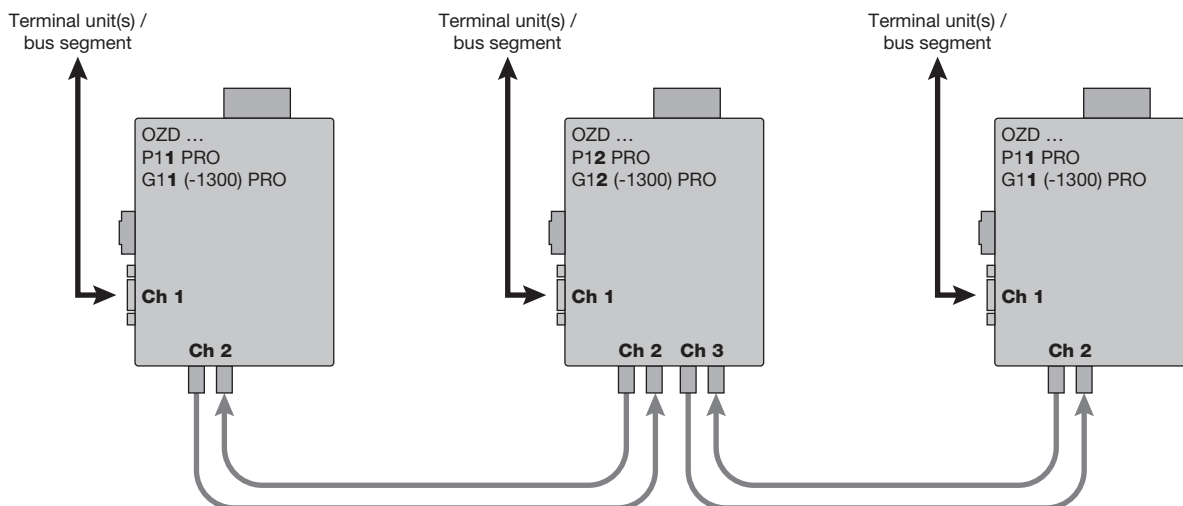 Terminal unit(s) /
bus segment
OZD …
P11 PRO
G11 (-1300) PRO
Ch 1
Ch 2
Terminal unit(s) /
bus segment
OZD …
P12 PRO
G12 (-1300) PRO
Ch 1
Ch 2 Ch 3
Terminal unit(s) /
bus segment
OZD …
P11 PRO
G11 (-1300) PRO
Ch 1
Ch 2